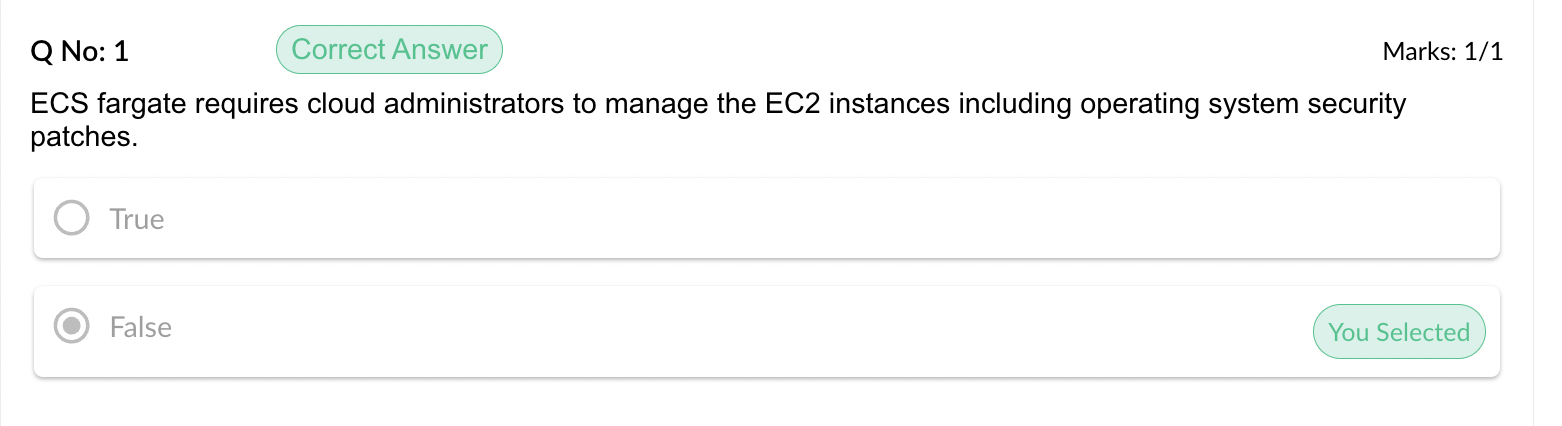 Q No: 1 Correct Answer Marks: 1/1
ECS fargate requires cloud administrators to manage the EC2 instances including operating system security
patches.
True
False You Selected